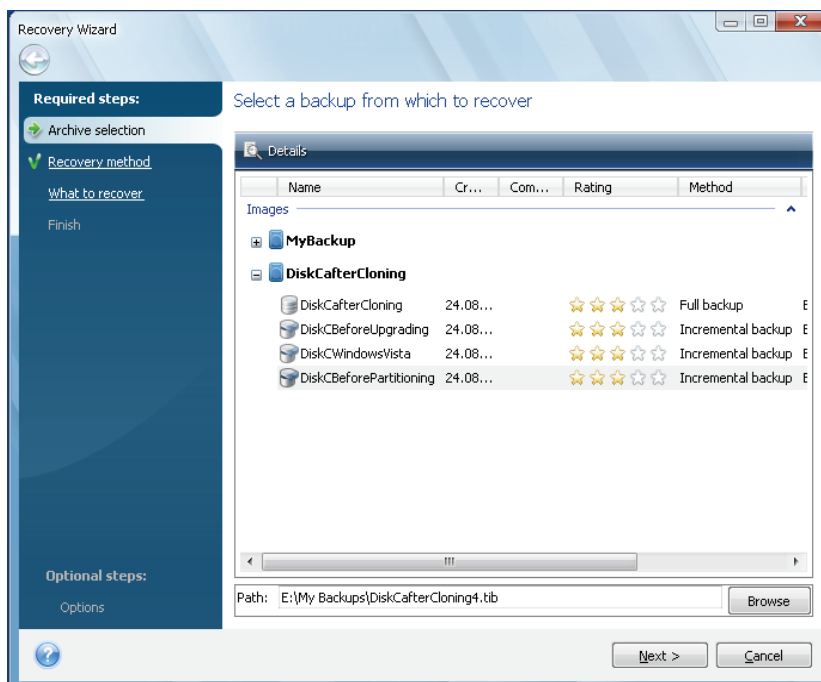 Recovery Wizard
Required steps:
Archive selection
Recovery method
What to recover
Finish
Optional steps:
Options
Select a backup from which to recover
Details
Name Cr... Com... Rating Method
Images
MyBackup
DiskCafterCloning
DiskCafterCloning 24.08... Full backup E
DiskCBeforeUpgrading 24.08... Incremental backup E
DiskCWindowsVista 24.08... Incremental backup E
DiskCBeforePartitioning 24.08... Incremental backup E
Path: E:\My Backups\DiskCafterCloning4.tib Browse
Next > Cancel